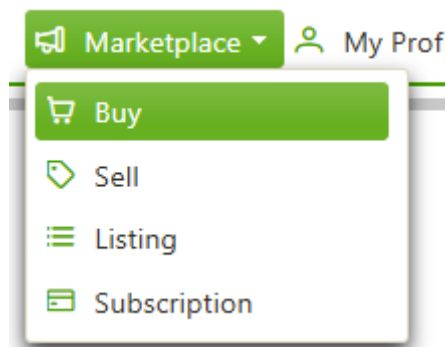 Marketplace My Prof
Buy
Sell
Listing
Subscription